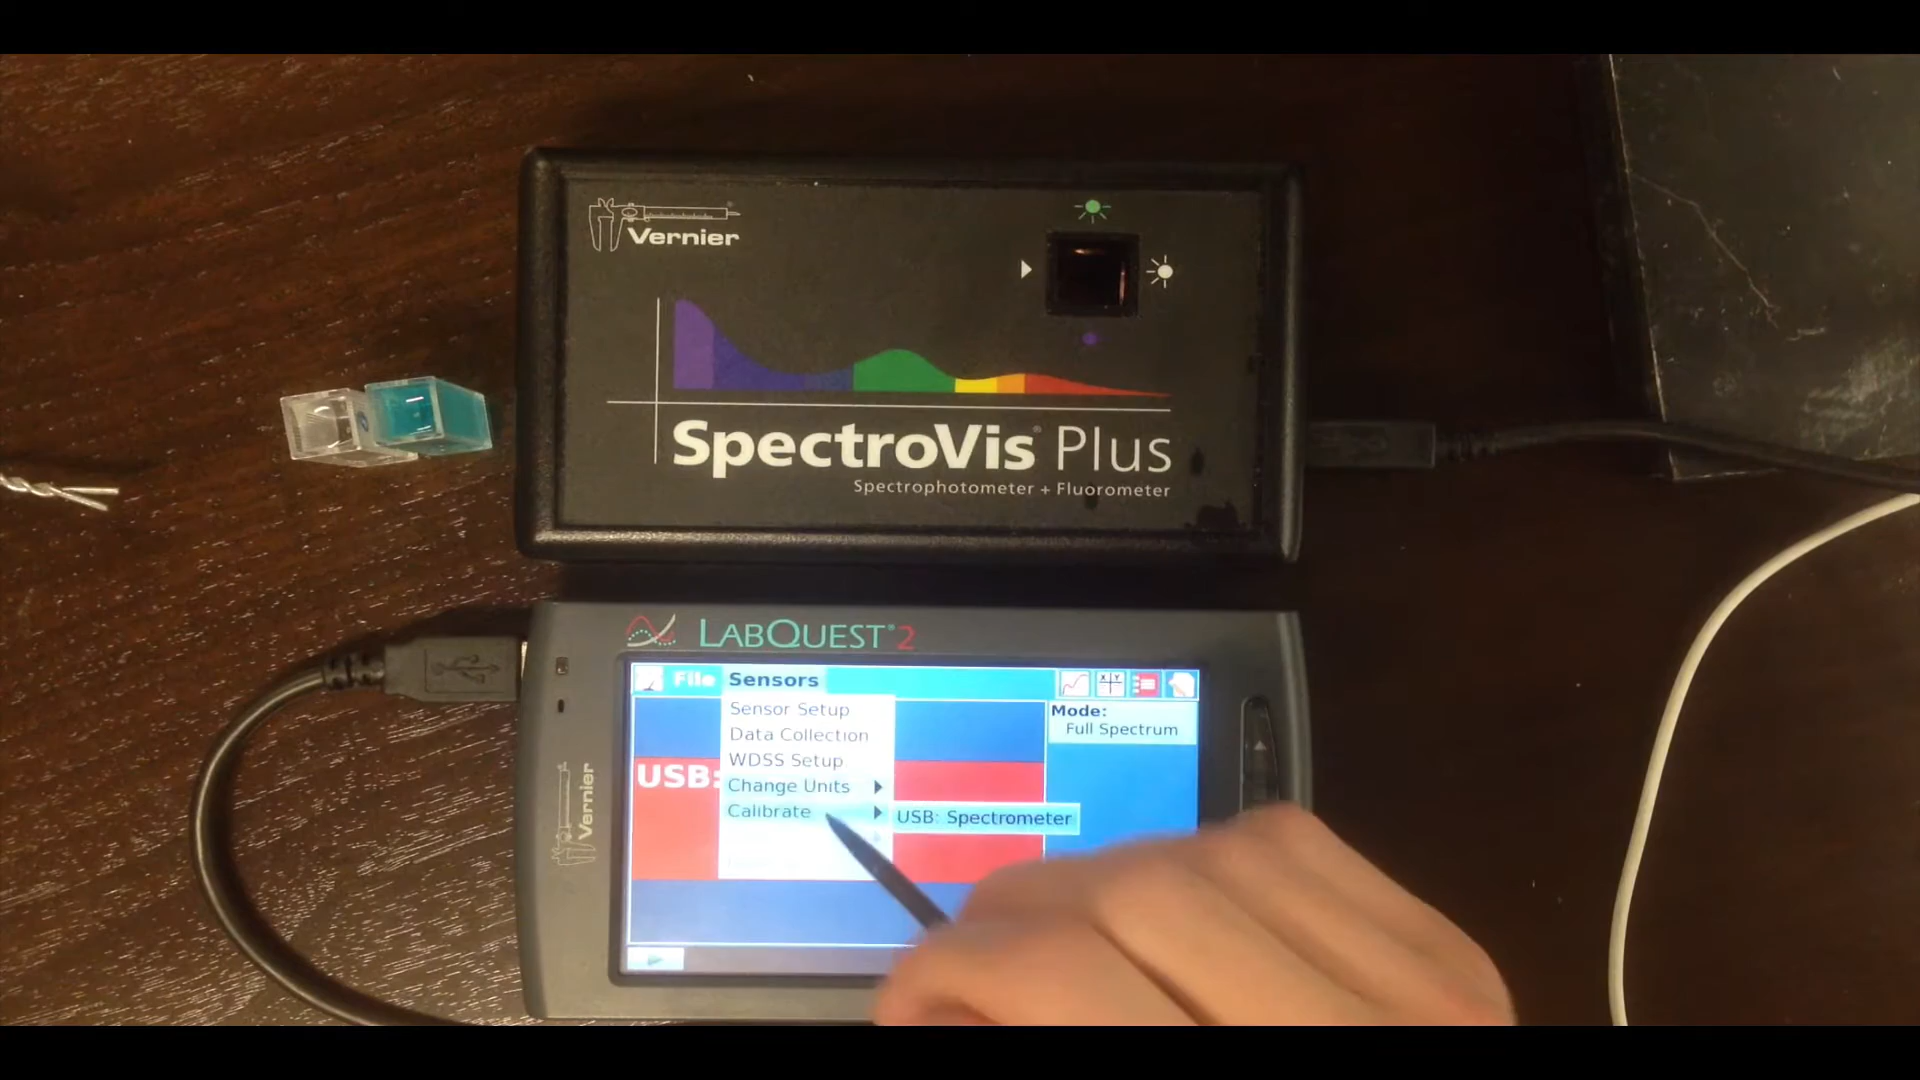 Vernier
SpectroVis® Plus
Spectrophotometer + Fluorometer
LABQUEST®2
File Sensors
Sensor Setup
Data Collection
WDSS Setup
Change Units
Calibrate
USB: Spectrometer
USB:
Mode:
Full Spectrum
X Y
Vernier